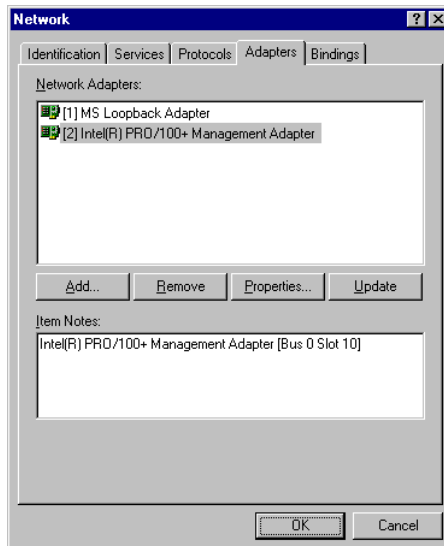 Network
Identification Services Protocols Adapters Bindings
Network Adapters:
[1] MS Loopback Adapter
[2] Intel(R) PRO/100+ Management Adapter
Add... Remove Properties... Update
Item Notes:
Intel(R) PRO/100+ Management Adapter [Bus 0 Slot 10]
OK Cancel